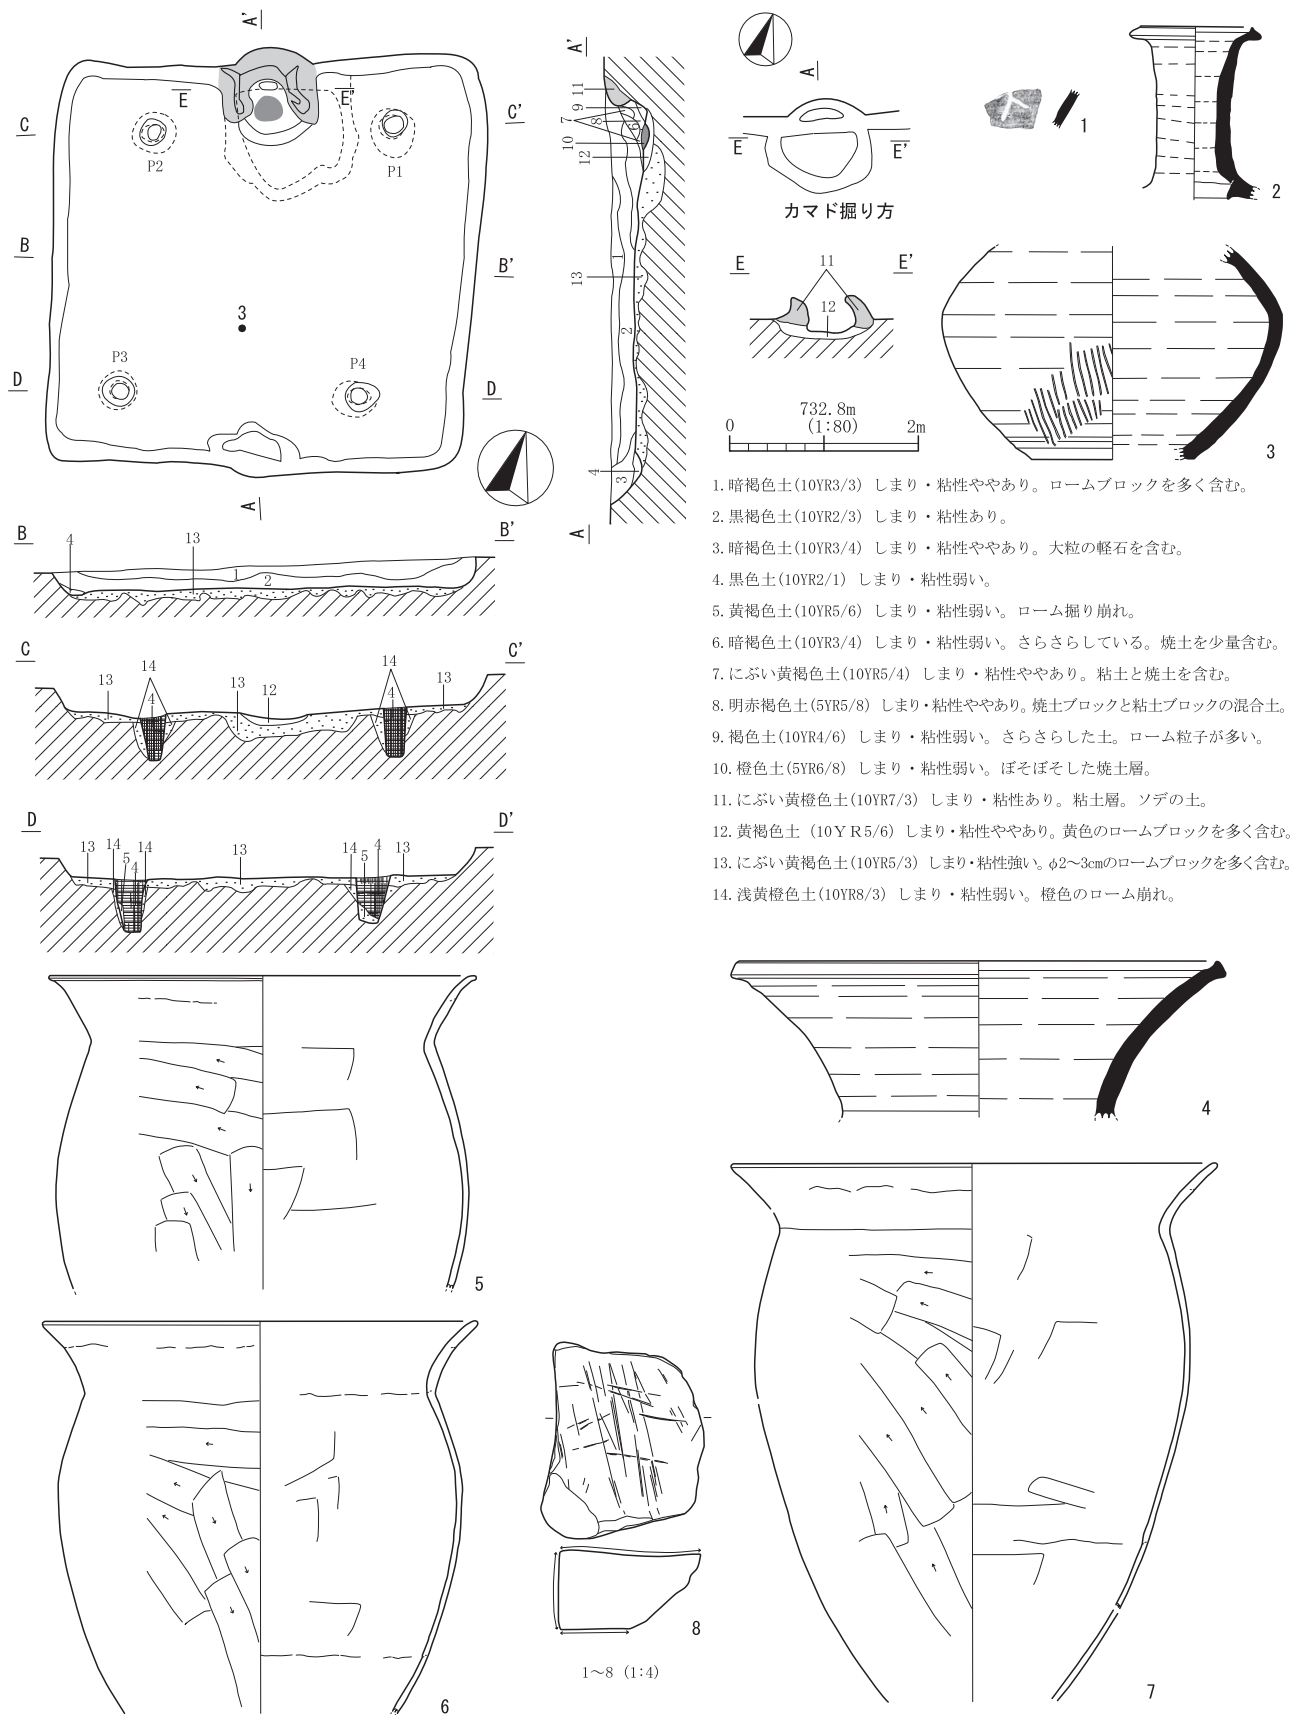 A'
A'
A
E
E'
C
C'
P2
P1
B
B'
3
P3
P4
D
D
A
11
9
7
8
6
10
12
1
13
2
4
3
A
E
E'
カマド掘り方
1
2
E
11
E'
12
732.8m
0
(1:80)
2m
3
1.暗褐色土(10YR3/3) しまり・粘性ややあり。ロームブロックを多く含む。
2.黒褐色土(10YR2/3) しまり・粘性あり。
3.暗褐色土(10YR3/4) しまり・粘性ややあり。大粒の軽石を含む。
4.黒色土(10YR2/1) しまり・粘性弱い。
5.黄褐色土(10YR5/6) しまり・粘性弱い。ローム掘り崩れ。
6.暗褐色土(10YR3/4) しまり・粘性弱い。さらさらしている。焼土を少量含む。
7.にぶい黄褐色土(10YR5/4) しまり・粘性ややあり。粘土と焼土を含む。
8.明赤褐色土(5YR5/8) しまり・粘性ややあり。焼土ブロックと粘土ブロックの混合土。
9.褐色土(10YR4/6) しまり・粘性弱い。さらさらした土。ローム粒子が多い。
10.橙色土(5YR6/8) しまり・粘性弱い。ぼそぼそした焼土層。
11.にぶい黄橙色土(10YR7/3) しまり・粘性あり。粘土層。ソデの土。
12.黄褐色土 (10YR5/6) しまり・粘性ややあり。黄色のロームブロックを多く含む。
13.にぶい黄褐色土(10YR5/3) しまり・粘性強い。φ2〜3cmのロームブロックを多く含む。
14.浅黄橙色土(10YR8/3) しまり・粘性弱い。橙色のローム崩れ。
B
B'
4
13
1
2
C
C'
14
14
13
4
13
12
4
13
D
D'
13
14
5
4
14
13
14
5
4
13
4
5
6
7
8
1〜8 (1:4)